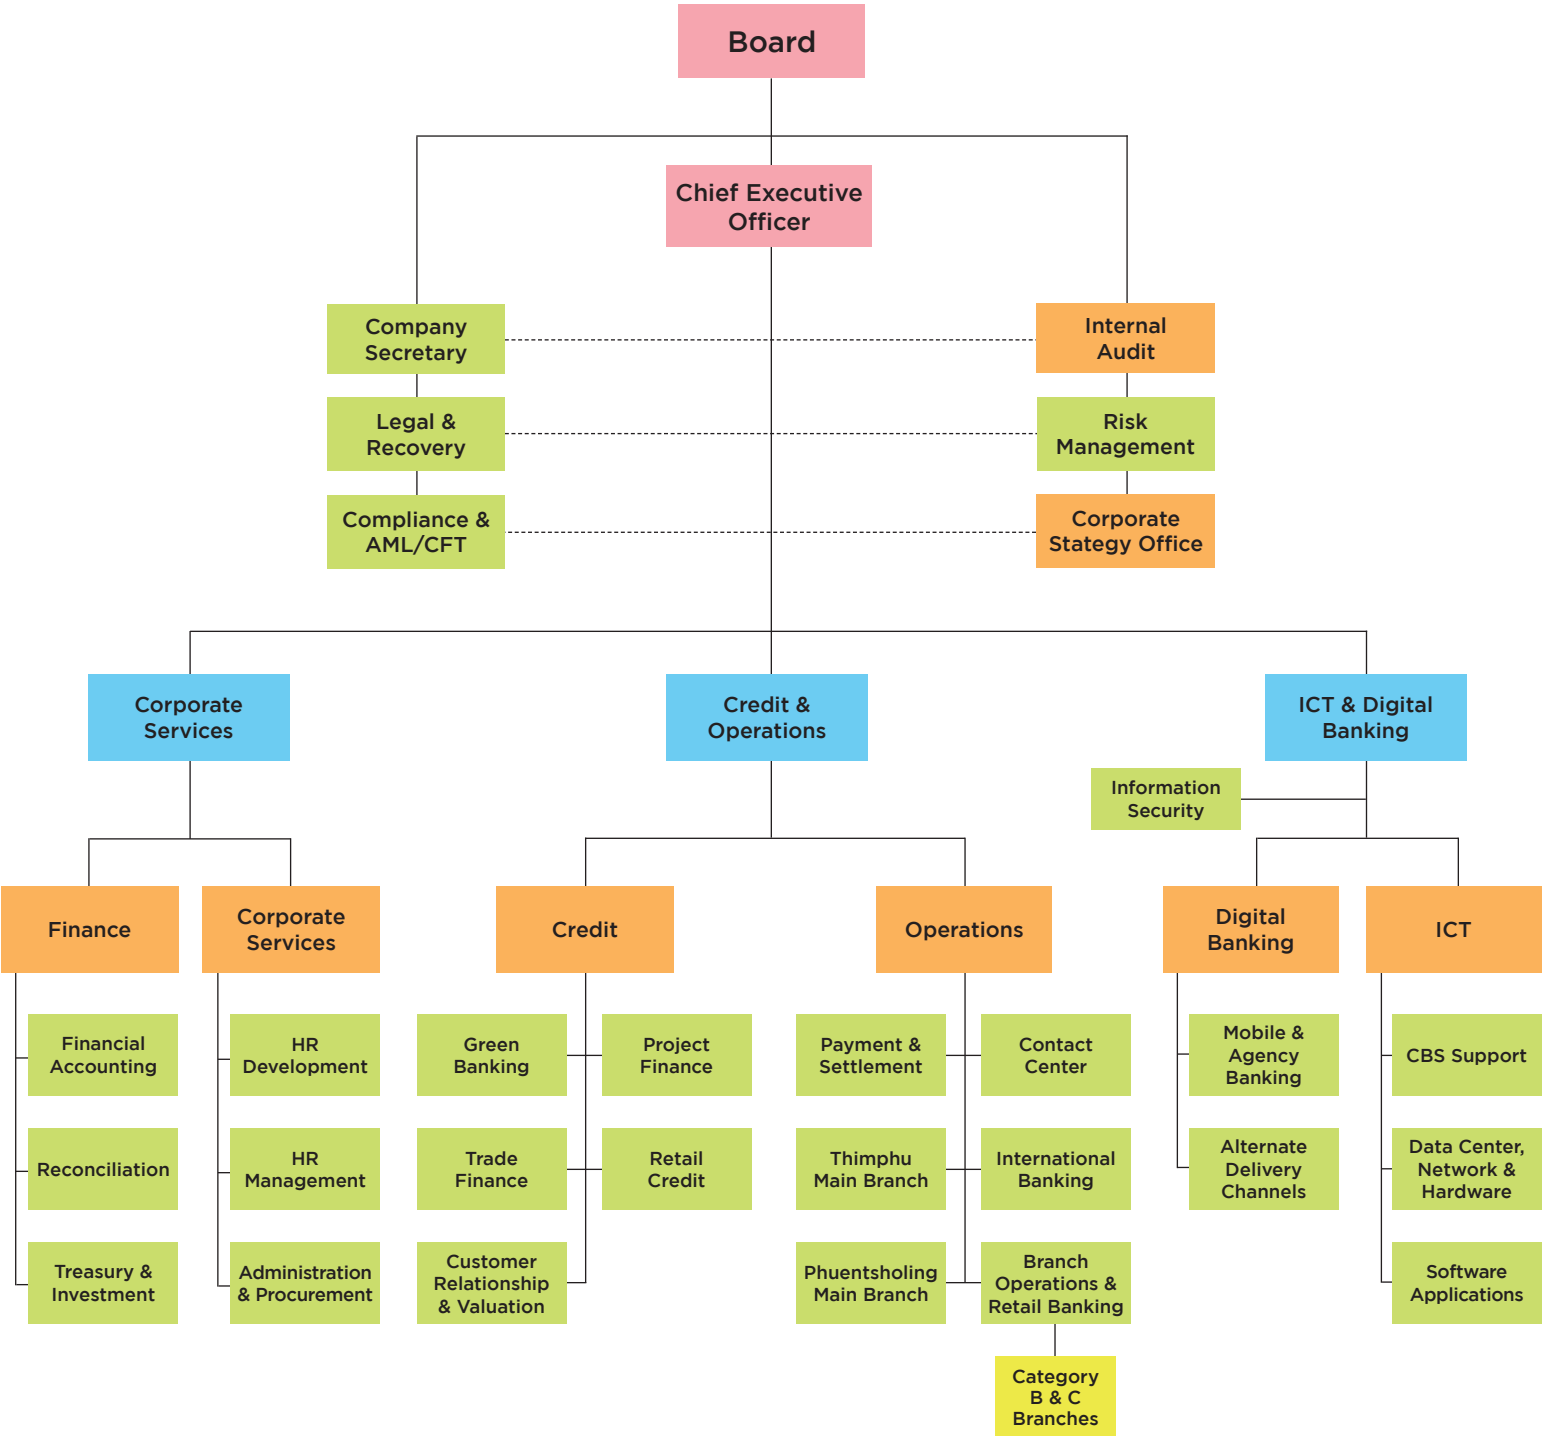 Board
Chief Executive
Officer
Company
Secretary
Internal
Audit
Legal &
Recovery
Risk
Management
Compliance &
AML/CFT
Corporate
Stategy Office
Corporate
Services
Credit &
Operations
ICT & Digital
Banking
Information
Security
Finance
Corporate
Services
Credit
Operations
Digital
Banking
ICT
Financial
Accounting
HR
Development
Green
Banking
Project
Finance
Payment &
Settlement
Contact
Center
Mobile &
Agency
Banking
CBS Support
Reconciliation
HR
Management
Trade
Finance
Retail
Credit
Thimphu
Main Branch
International
Banking
Alternate
Delivery
Channels
Data Center,
Network &
Hardware
Treasury &
Investment
Administration
& Procurement
Customer
Relationship
& Valuation
Phuentsholing
Main Branch
Branch
Operations &
Retail Banking
Software
Applications
Category
B & C
Branches